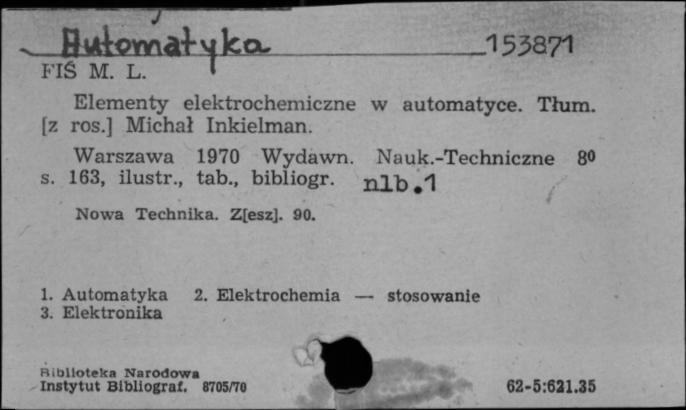 Automatyka 153871
FIŚ M. L.
Elementy elektrochemiczne w automatyce. Tłum.
[z ros.] Michał Inkielman.
Warszawa 1970 Wydawn. Nauk.-Techniczne 8⁰
s. 163, ilustr., tab., bibliogr. nlb.1
Nowa Technika. Z[esz]. 90.
1. Automatyka 2. Elektrochemia — stosowanie
3. Elektronika
Biblioteka Narodowa
Instytut Bibliograf. 8705/70 62-5:621.35